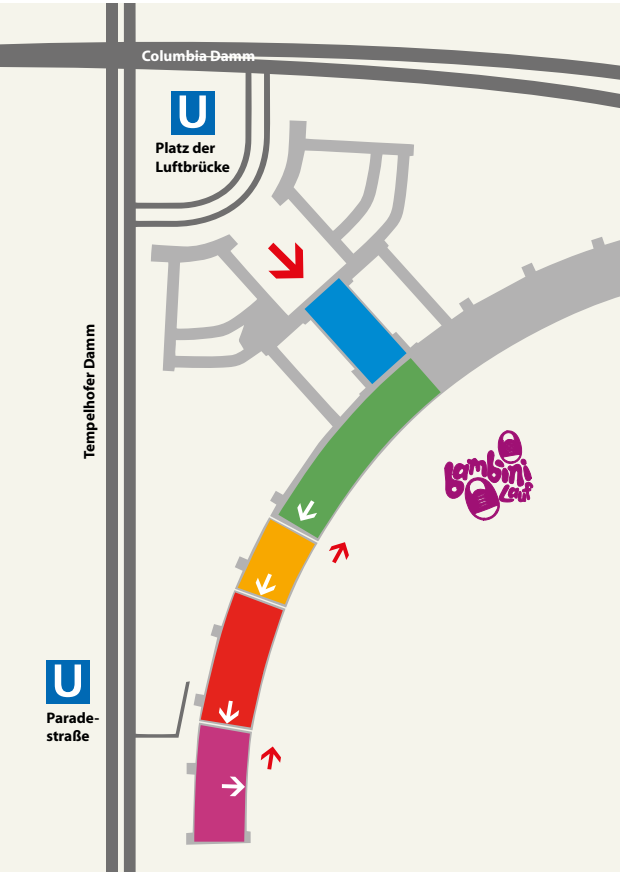 Columbia Damm
U
Platz der
Luftbrücke
Tempelhofer Damm
bambini
Lauf
U
Parade-
straße